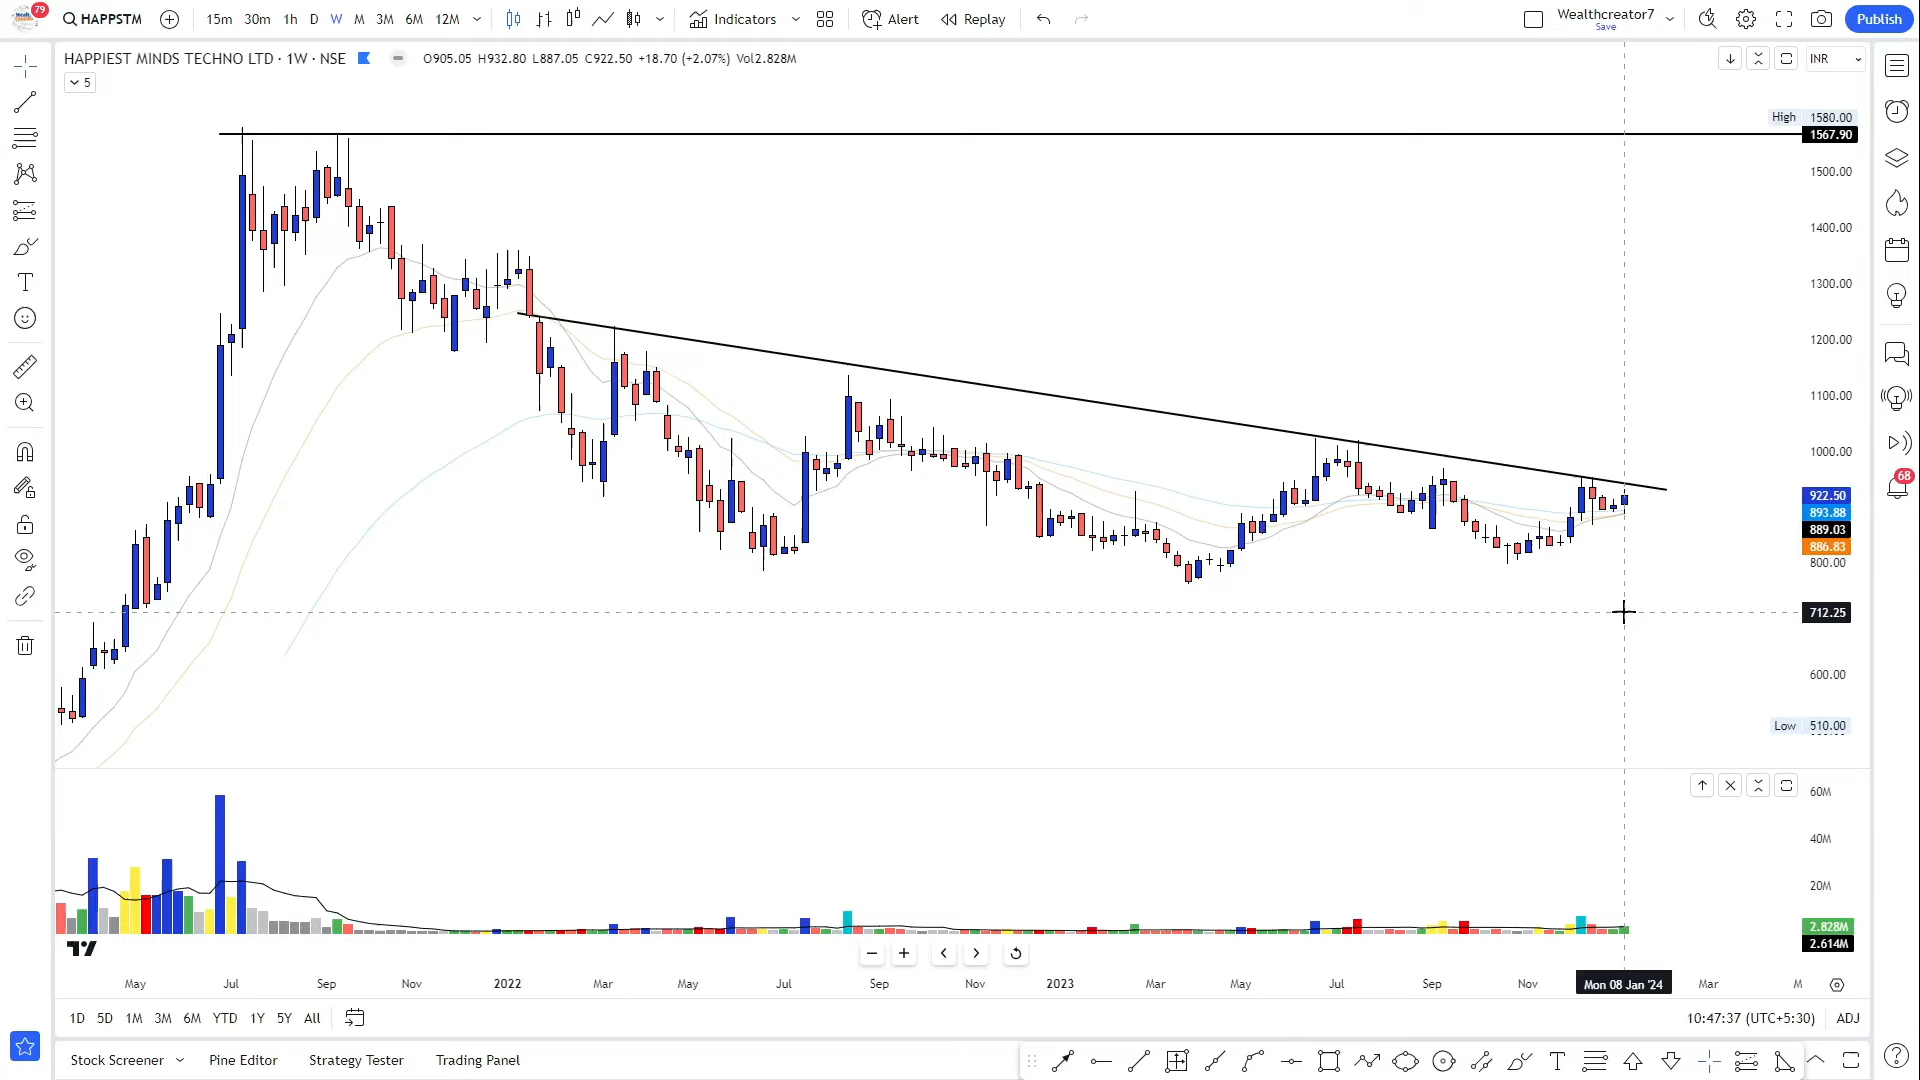 79
HAPPSTM
15m 30m 1h D W M 3M 6M 12M
Indicators
Alert
Replay
Wealthcreator7
Save
Publish
HAPPIEST MINDS TECHNO LTD · 1W · NSE
O905.05 H932.80 L887.05 C922.50 +18.70 (+2.07%) Vol2.828M
INR
5
High 1580.00
1567.90
1500.00
1400.00
1300.00
1200.00
1100.00
1000.00
922.50
893.88
889.03
886.83
800.00
712.25
600.00
Low 510.00
68
60M
40M
20M
2.828M
2.614M
May Jul Sep Nov 2022 Mar May Jul Sep Nov 2023 Mar May Jul Sep Nov Mon 08 Jan '24 Mar M
1D 5D 1M 3M 6M YTD 1Y 5Y All
10:47:37 (UTC+5:30) ADJ
Stock Screener Pine Editor Strategy Tester Trading Panel